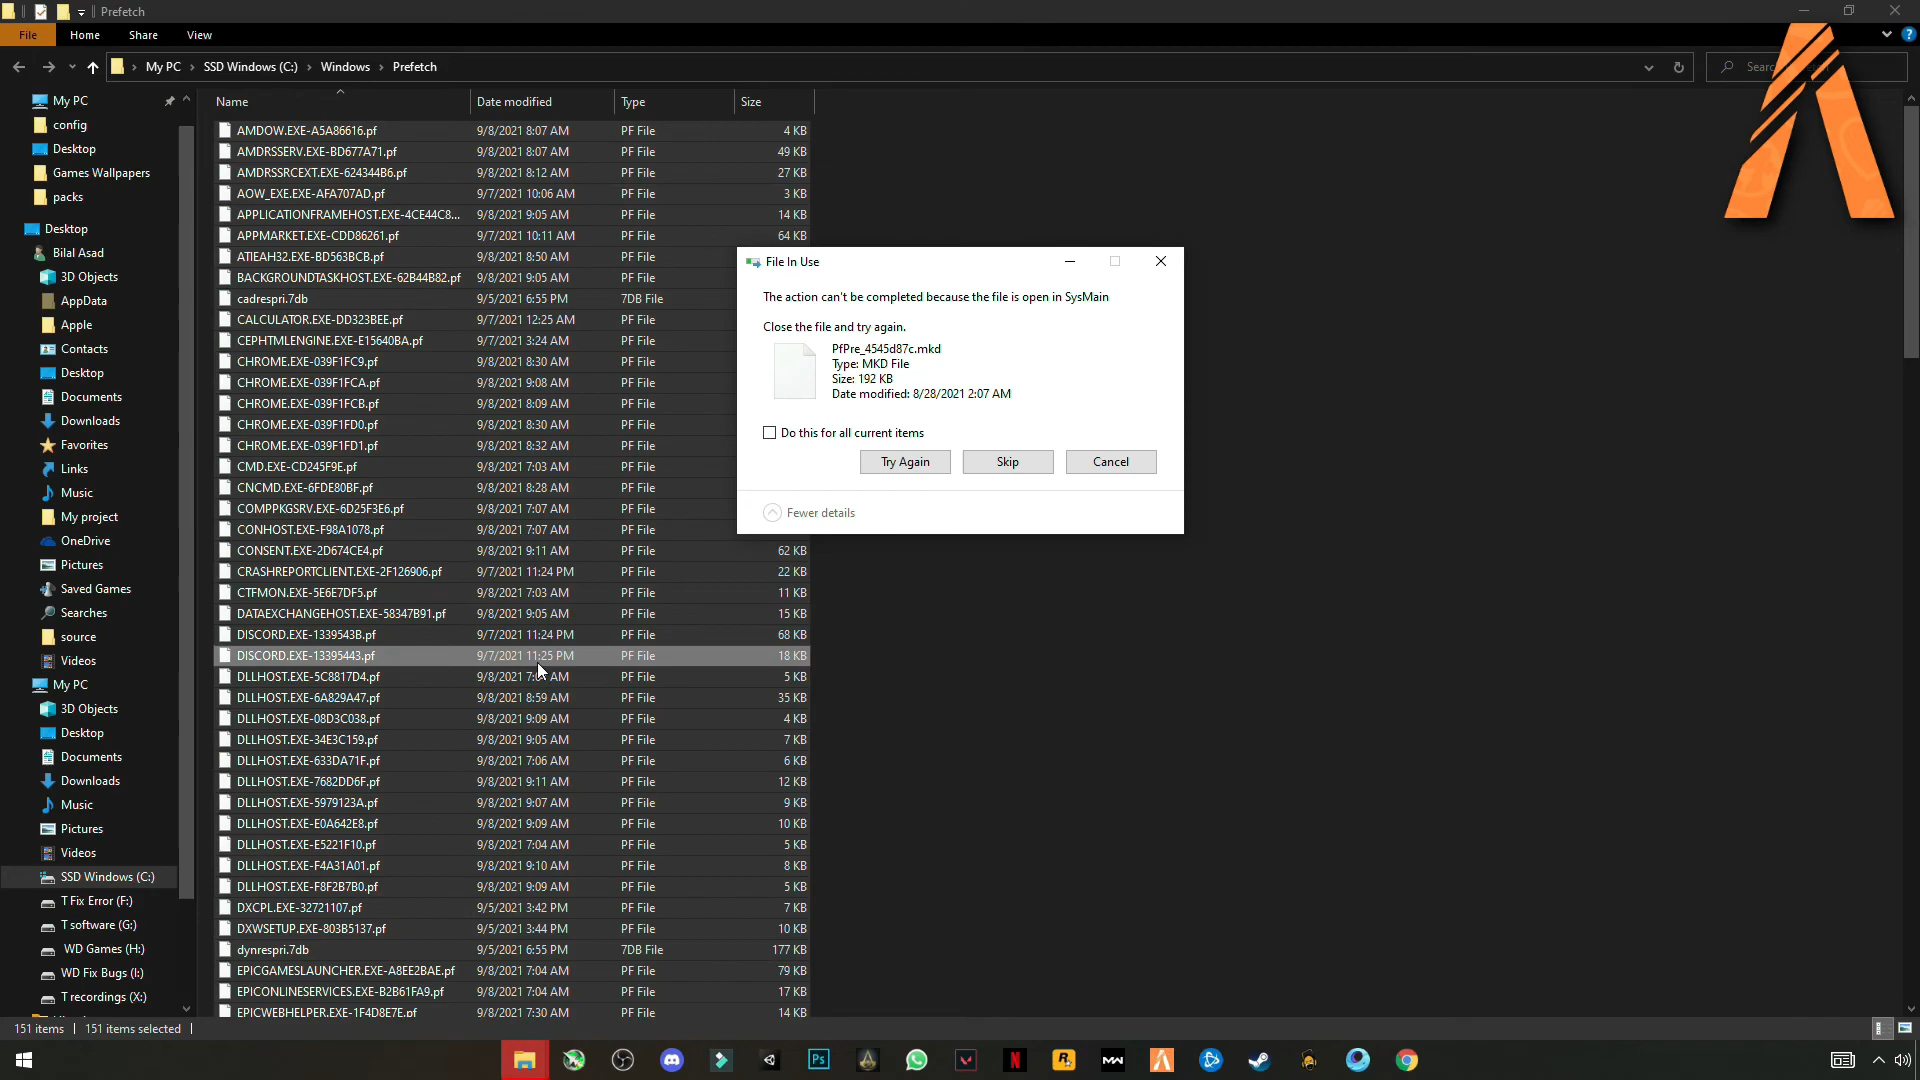 Prefetch
File Home Share View
My PC SSD Windows (C:) Windows Prefetch
My PC
config
Desktop
Games Wallpapers
packs
Desktop
Bilal Asad
3D Objects
AppData
Apple
Contacts
Desktop
Documents
Downloads
Favorites
Links
Music
My project
OneDrive
Pictures
Saved Games
Searches
source
Videos
My PC
3D Objects
Desktop
Documents
Downloads
Music
Pictures
Videos
SSD Windows (C:)
T Fix Error (F:)
T software (G:)
WD Games (H:)
WD Fix Bugs (I:)
T recordings (X:)
Name Date modified Type Size
AMDOW.EXE-A5A86616.pf 9/8/2021 8:07 AM PF File 4 KB
AMDRSSERV.EXE-BD677A71.pf 9/8/2021 8:07 AM PF File 49 KB
AMDRSSRCEXT.EXE-624344B6.pf 9/8/2021 8:12 AM PF File 27 KB
AOW_EXE.EXE-AFA707AD.pf 9/7/2021 10:06 AM PF File 3 KB
APPLICATIONFRAMEHOST.EXE-4CE44C8... 9/8/2021 9:05 AM PF File 14 KB
APPMARKET.EXE-CDD86261.pf 9/7/2021 10:11 AM PF File 64 KB
ATIEAH32.EXE-BD563BCB.pf 9/8/2021 8:50 AM PF File
BACKGROUNDTASKHOST.EXE-62B44B82.pf 9/8/2021 9:05 AM PF File
cadrespri.7db 9/5/2021 6:55 PM 7DB File
CALCULATOR.EXE-DD323BEE.pf 9/7/2021 12:25 AM PF File
CEPHTMLENGINE.EXE-E15640BA.pf 9/7/2021 3:24 AM PF File
CHROME.EXE-039F1FC9.pf 9/8/2021 8:30 AM PF File
CHROME.EXE-039F1FCA.pf 9/8/2021 9:08 AM PF File
CHROME.EXE-039F1FCB.pf 9/8/2021 8:09 AM PF File
CHROME.EXE-039F1FD0.pf 9/8/2021 8:30 AM PF File
CHROME.EXE-039F1FD1.pf 9/8/2021 8:32 AM PF File
CMD.EXE-CD245F9E.pf 9/8/2021 7:03 AM PF File
CNCMD.EXE-6FDE80BF.pf 9/8/2021 8:28 AM PF File
COMPPKGSRV.EXE-6D25F3E6.pf 9/8/2021 7:07 AM PF File
CONHOST.EXE-F98A1078.pf 9/8/2021 7:07 AM PF File
CONSENT.EXE-2D674CE4.pf 9/8/2021 9:11 AM PF File 62 KB
CRASHREPORTCLIENT.EXE-2F126906.pf 9/7/2021 11:24 PM PF File 22 KB
CTFMON.EXE-5E6E7DF5.pf 9/8/2021 7:03 AM PF File 11 KB
DATAEXCHANGEHOST.EXE-58347B91.pf 9/8/2021 9:05 AM PF File 15 KB
DISCORD.EXE-1339543B.pf 9/7/2021 11:24 PM PF File 68 KB
DISCORD.EXE-13395443.pf 9/7/2021 11:25 PM PF File 18 KB
DLLHOST.EXE-5C8817D4.pf 9/8/2021 AM PF File 5 KB
DLLHOST.EXE-6A829A47.pf 9/8/2021 8:59 AM PF File 35 KB
DLLHOST.EXE-08D3C038.pf 9/8/2021 9:09 AM PF File 4 KB
DLLHOST.EXE-34E3C159.pf 9/8/2021 9:05 AM PF File 7 KB
DLLHOST.EXE-633DA71F.pf 9/8/2021 7:06 AM PF File 6 KB
DLLHOST.EXE-7682DD6F.pf 9/8/2021 9:11 AM PF File 12 KB
DLLHOST.EXE-5979123A.pf 9/8/2021 9:07 AM PF File 9 KB
DLLHOST.EXE-E0A642E8.pf 9/8/2021 9:09 AM PF File 10 KB
DLLHOST.EXE-E5221F10.pf 9/8/2021 7:04 AM PF File 5 KB
DLLHOST.EXE-F4A31A01.pf 9/8/2021 9:10 AM PF File 8 KB
DLLHOST.EXE-F8F2B7B0.pf 9/8/2021 9:09 AM PF File 5 KB
DXCPL.EXE-32721107.pf 9/5/2021 3:42 PM PF File 7 KB
DXWSETUP.EXE-803B5137.pf 9/5/2021 3:44 PM PF File 10 KB
dynrespri.7db 9/5/2021 6:55 PM 7DB File 177 KB
EPICGAMESLAUNCHER.EXE-A8EE2BAE.pf 9/8/2021 7:04 AM PF File 79 KB
EPICONLINESERVICES.EXE-B2B61FA9.pf 9/8/2021 7:04 AM PF File 17 KB
EPICWEBHELPER.EXE-1F4D8E7E.pf 9/8/2021 7:30 AM PF File 14 KB
File In Use
The action can't be completed because the file is open in SysMain
Close the file and try again.
PfPre_4545d87c.mkd
Type: MKD File
Size: 192 KB
Date modified: 8/28/2021 2:07 AM
Do this for all current items
Try Again Skip Cancel
Fewer details
151 items 151 items selected
Ps